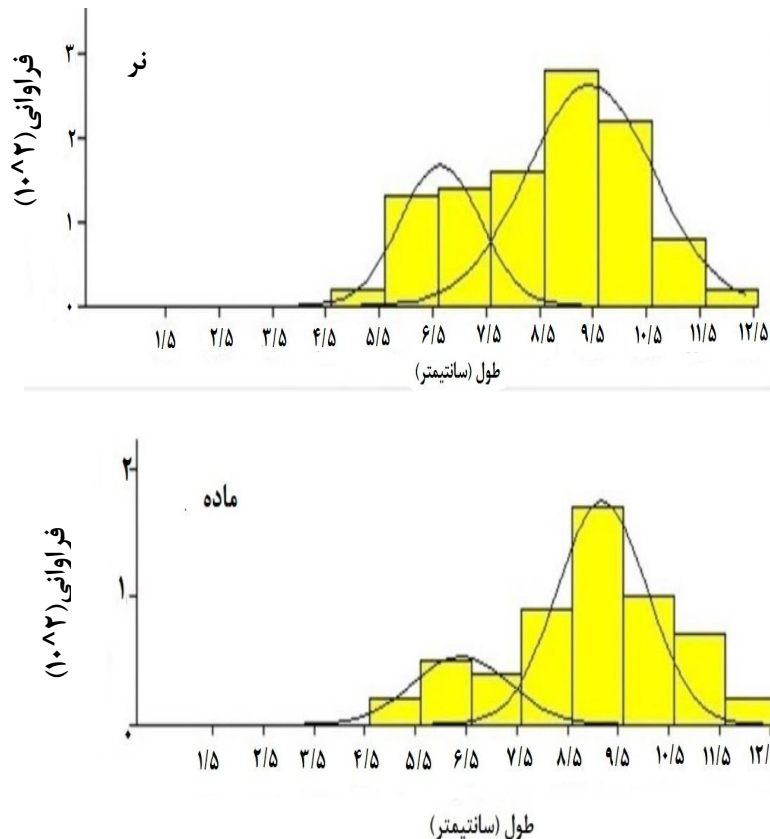 نر
فراوانی(۱۰^۲)
۳
۲
۱
۰
۱/۵ ۲/۵ ۳/۵ ۴/۵ ۵/۵ ۶/۵ ۷/۵ ۸/۵ ۹/۵ ۱۰/۵ ۱۱/۵ ۱۲/۵
طول (سانتیمتر)
ماده
فراوانی(۱۰^۲)
۲
۱
۰
۱/۵ ۲/۵ ۳/۵ ۴/۵ ۵/۵ ۶/۵ ۷/۵ ۸/۵ ۹/۵ ۱۰/۵ ۱۱/۵ ۱۲/
طول (سانتیمتر)